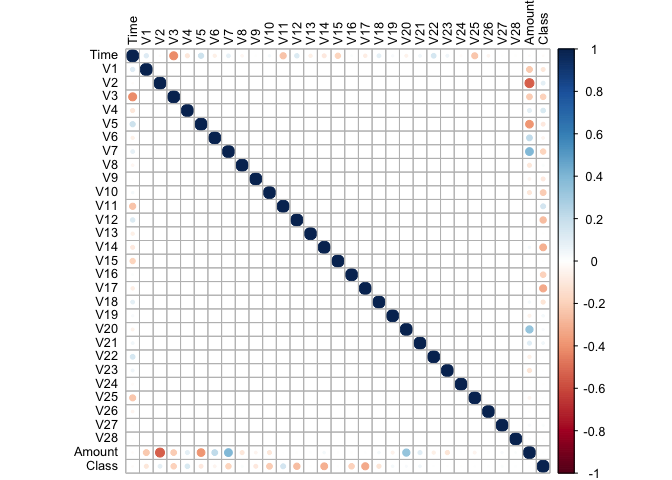 Time V1 V2 V3 V4 V5 V6 V7 V8 V9 V10 V11 V12 V13 V14 V15 V16 V17 V18 V19 V20 V21 V22 V23 V24 V25 V26 V27 V28 Amount Class
Time
V1
V2
V3
V4
V5
V6
V7
V8
V9
V10
V11
V12
V13
V14
V15
V16
V17
V18
V19
V20
V21
V22
V23
V24
V25
V26
V27
V28
Amount
Class
1
0.8
0.6
0.4
0.2
0
-0.2
-0.4
-0.6
-0.8
-1